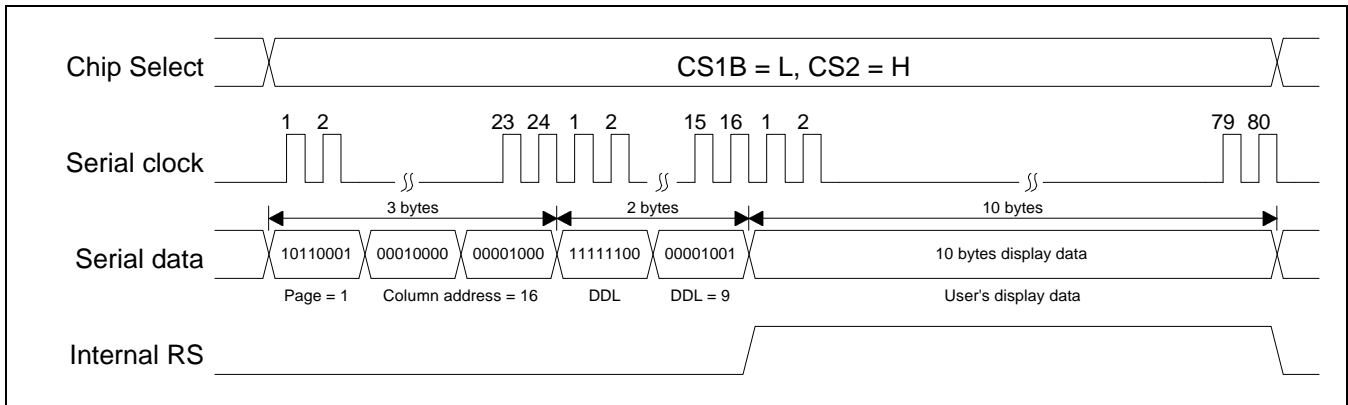 Chip Select
CS1B = L, CS2 = H
1 2 23 24 1 2 15 16 1 2 79 80
Serial clock
3 bytes 2 bytes 10 bytes
Serial data 10110001 00010000 00001000 11111100 00001001 10 bytes display data
Page = 1 Column address = 16 DDL DDL = 9 User's display data
Internal RS